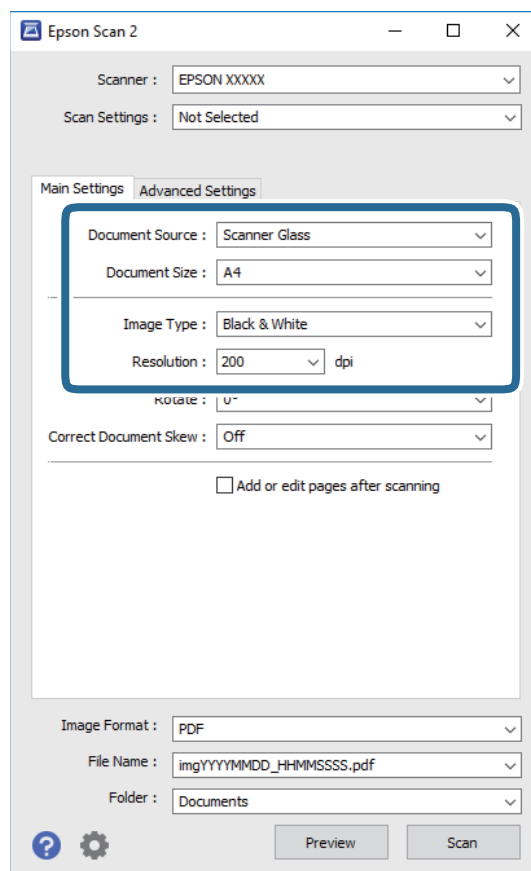 Epson Scan 2
Scanner : EPSON XXXXX
Scan Settings : Not Selected
Main Settings Advanced Settings
Document Source : Scanner Glass
Document Size : A4
Image Type : Black & White
Resolution : 200 dpi
Rotate : 0°
Correct Document Skew : Off
Add or edit pages after scanning
Image Format : PDF
File Name : imgYYYYMMDD_HHMMSSSS.pdf
Folder : Documents
? Preview Scan